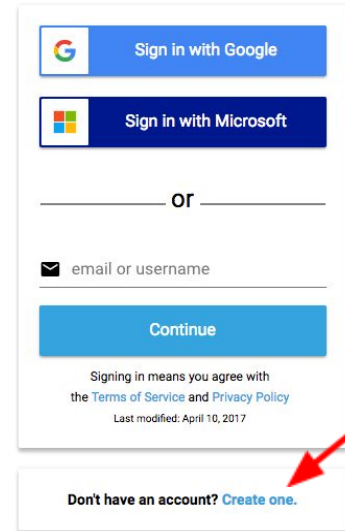 Sign in with Google
Sign in with Microsoft
or
email or username
Continue
Signing in means you agree with
the Terms of Service and Privacy Policy
Last modified: April 10, 2017
Don't have an account? Create one.